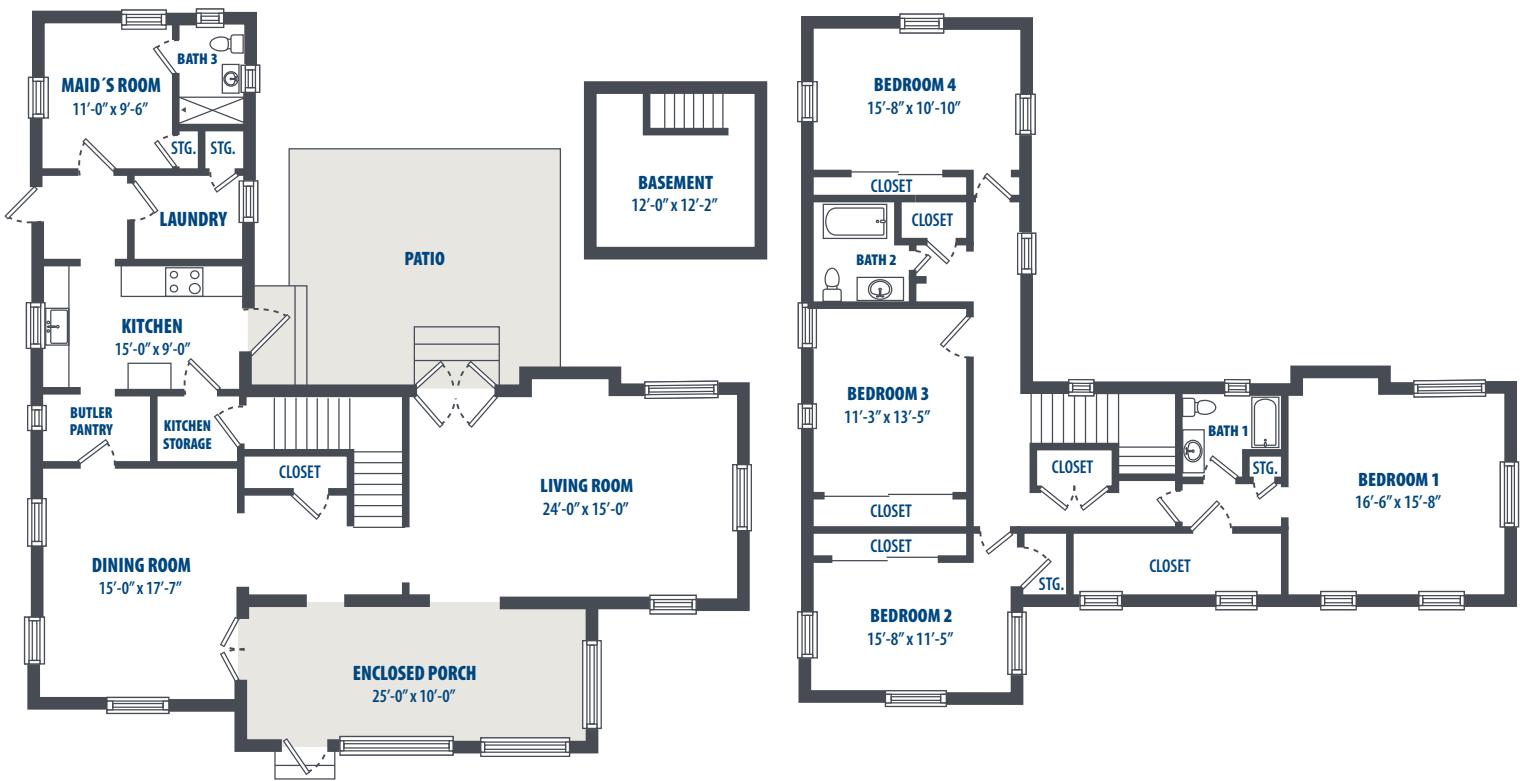 MAID´S ROOM
11'-0" x 9'-6"
BATH 3
STG.
STG.
LAUNDRY
KITCHEN
15'-0" x 9'-0"
BUTLER
PANTRY
KITCHEN
STORAGE
CLOSET
DINING ROOM
15'-0" x 17'-7"
PATIO
LIVING ROOM
24'-0" x 15'-0"
ENCLOSED PORCH
25'-0" x 10'-0"
BASEMENT
12'-0" x 12'-2"
BEDROOM 4
15'-8" x 10'-10"
CLOSET
CLOSET
BATH 2
BEDROOM 3
11'-3" x 13'-5"
CLOSET
CLOSET
BEDROOM 2
15'-8" x 11'-5"
STG.
CLOSET
CLOSET
BATH 1
STG.
BEDROOM 1
16'-6" x 15'-8"